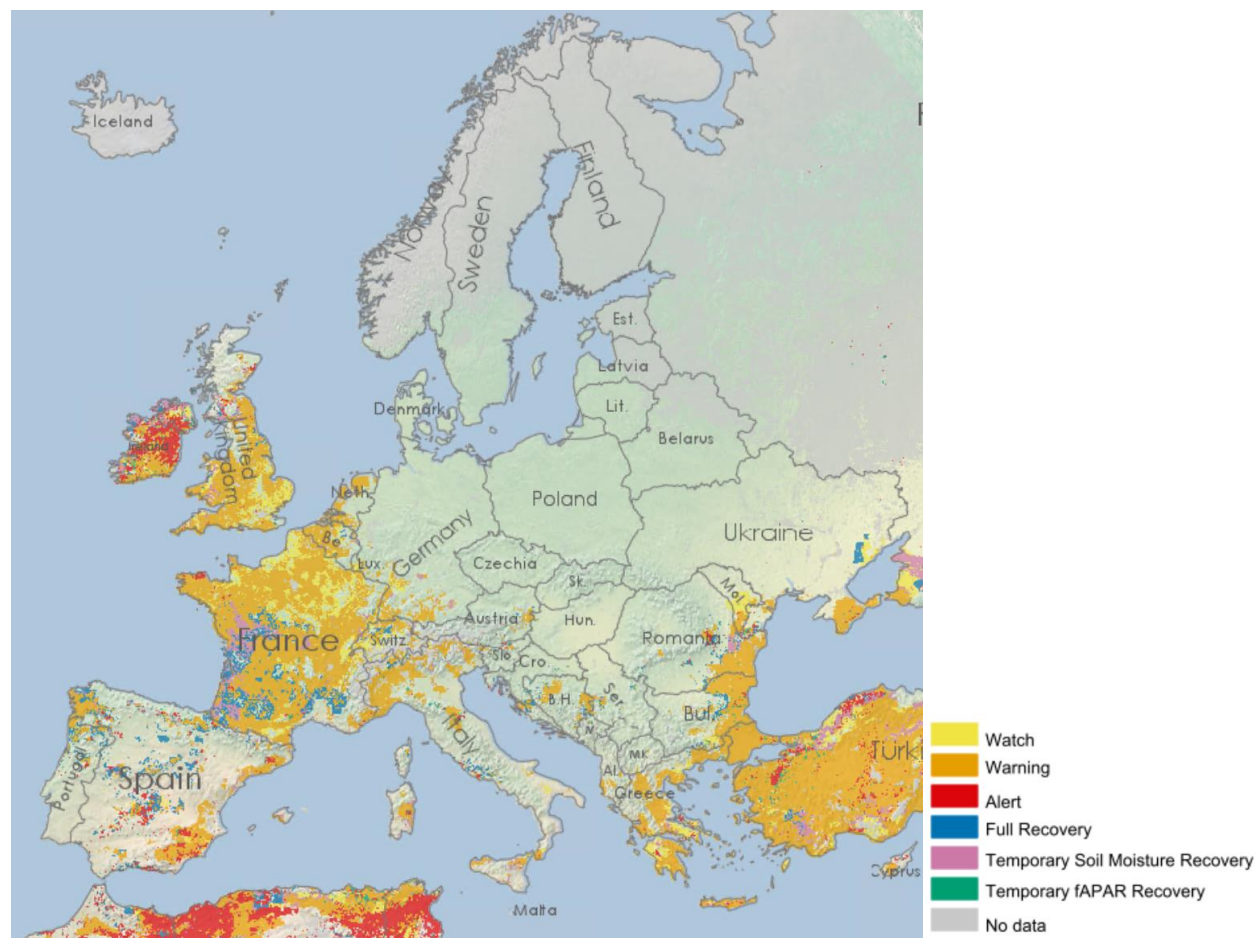 Iceland
Norway
Sweden
Finland
Est.
Latvia
Lit.
Denmark
Belarus
United
Kingdom
Ireland
Neth.
Poland
Be.
Germany
Ukraine
Lux.
Czechia
Sk.
Mol.
Austria
Hun.
France
Switz.
Romania
Slo.
Cro.
B.H.
Ser.
Bul.
Italy
Portugal
Spain
MK
Al.
Türk
Greece
Cyprus
Malta
Watch
Warning
Alert
Full Recovery
Temporary Soil Moisture Recovery
Temporary fAPAR Recovery
No data